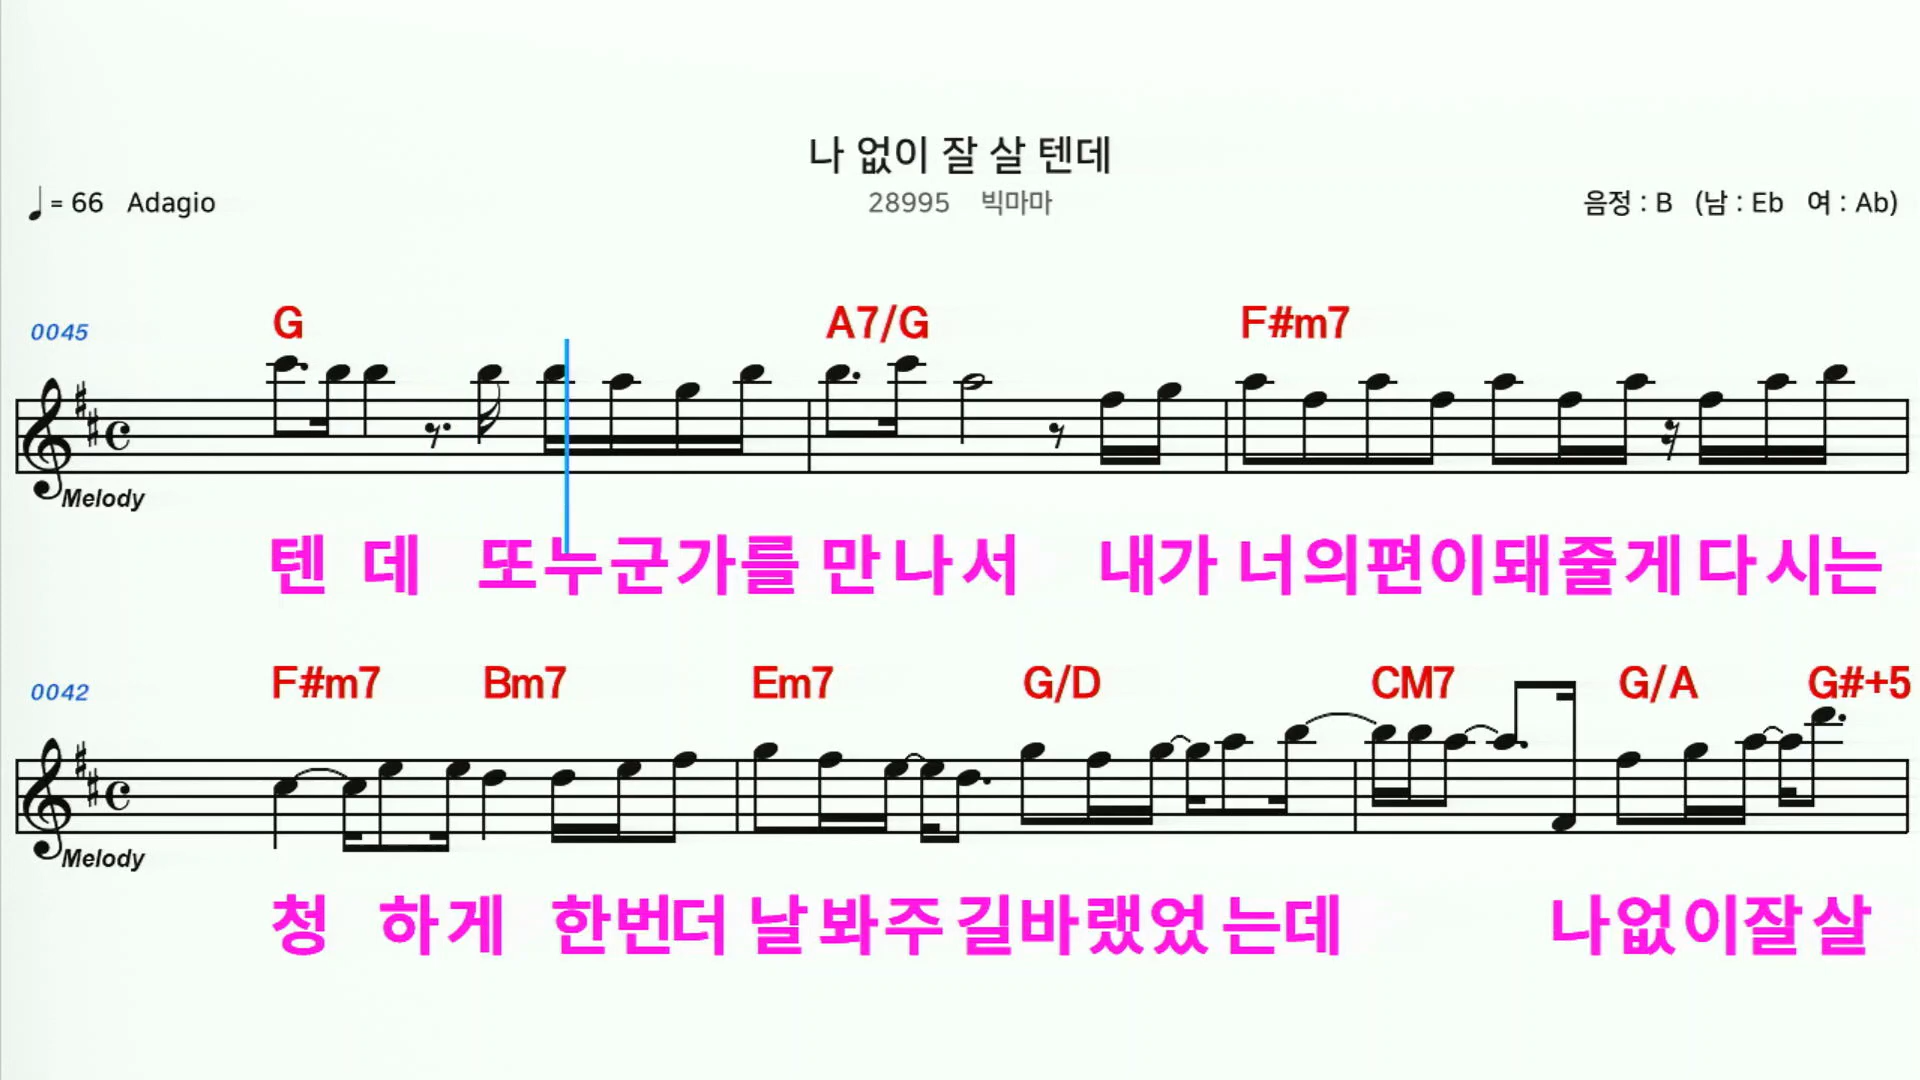 나 없이 잘 살 텐데
♩= 66 Adagio 28995 빅마마 음정 : B (남 : Eb 여 : Ab)
0045 G A7/G F#m7
Melody
텐 데 또누군가를 만나서 내가 너의편이돼줄게다시는
0042 F#m7 Bm7 Em7 G/D CM7 G/A G#+5
Melody
청 하게 한번더 날봐주길바랬었는데 나없이잘살